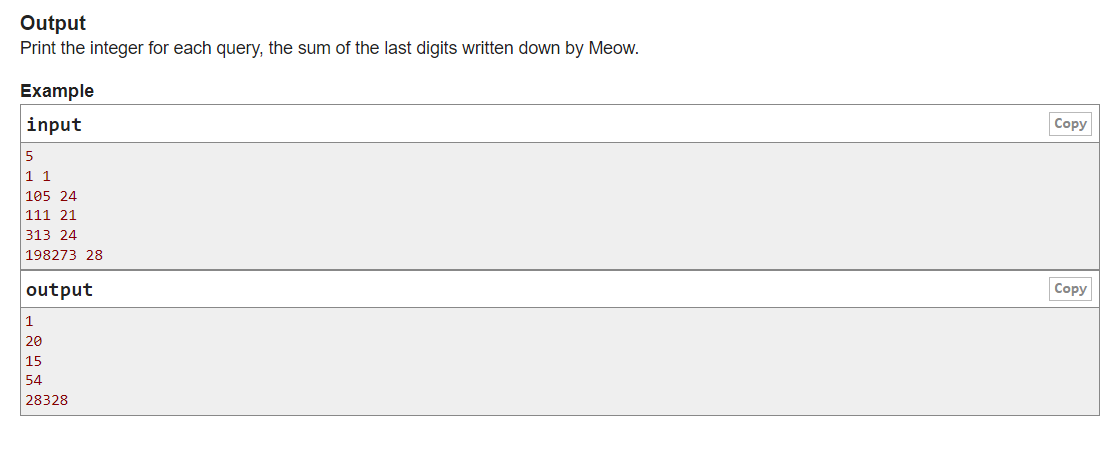 Output
Print the integer for each query, the sum of the last digits written down by Meow.
Example
input
Copy
5
1 1
105 24
111 21
313 24
198273 28
output
Copy
1
20
15
54
28328